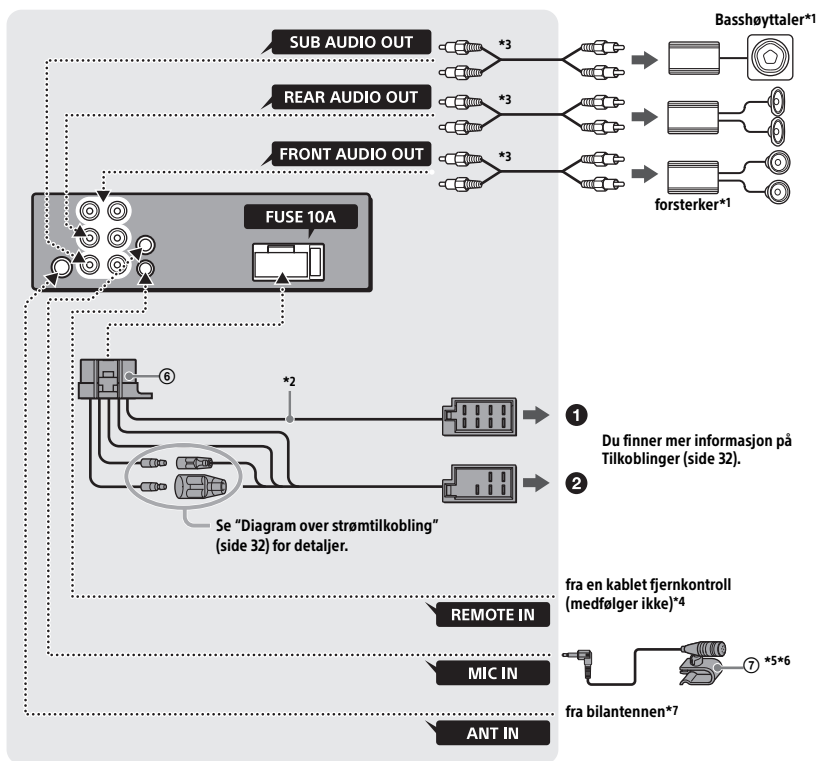 Basshøyttaler*1
SUB AUDIO OUT
*3
REAR AUDIO OUT
*3
FRONT AUDIO OUT
*3
forsterker*1
FUSE 10A
⑥
*2
❶
Du finner mer informasjon på
Tilkoblinger (side 32).
❷
Se “Diagram over strømtilkobling”
(side 32) for detaljer.
fra en kablet fjernkontroll
(medfølger ikke)*4
REMOTE IN
MIC IN
⑦ *5*6
fra bilantennen*7
ANT IN